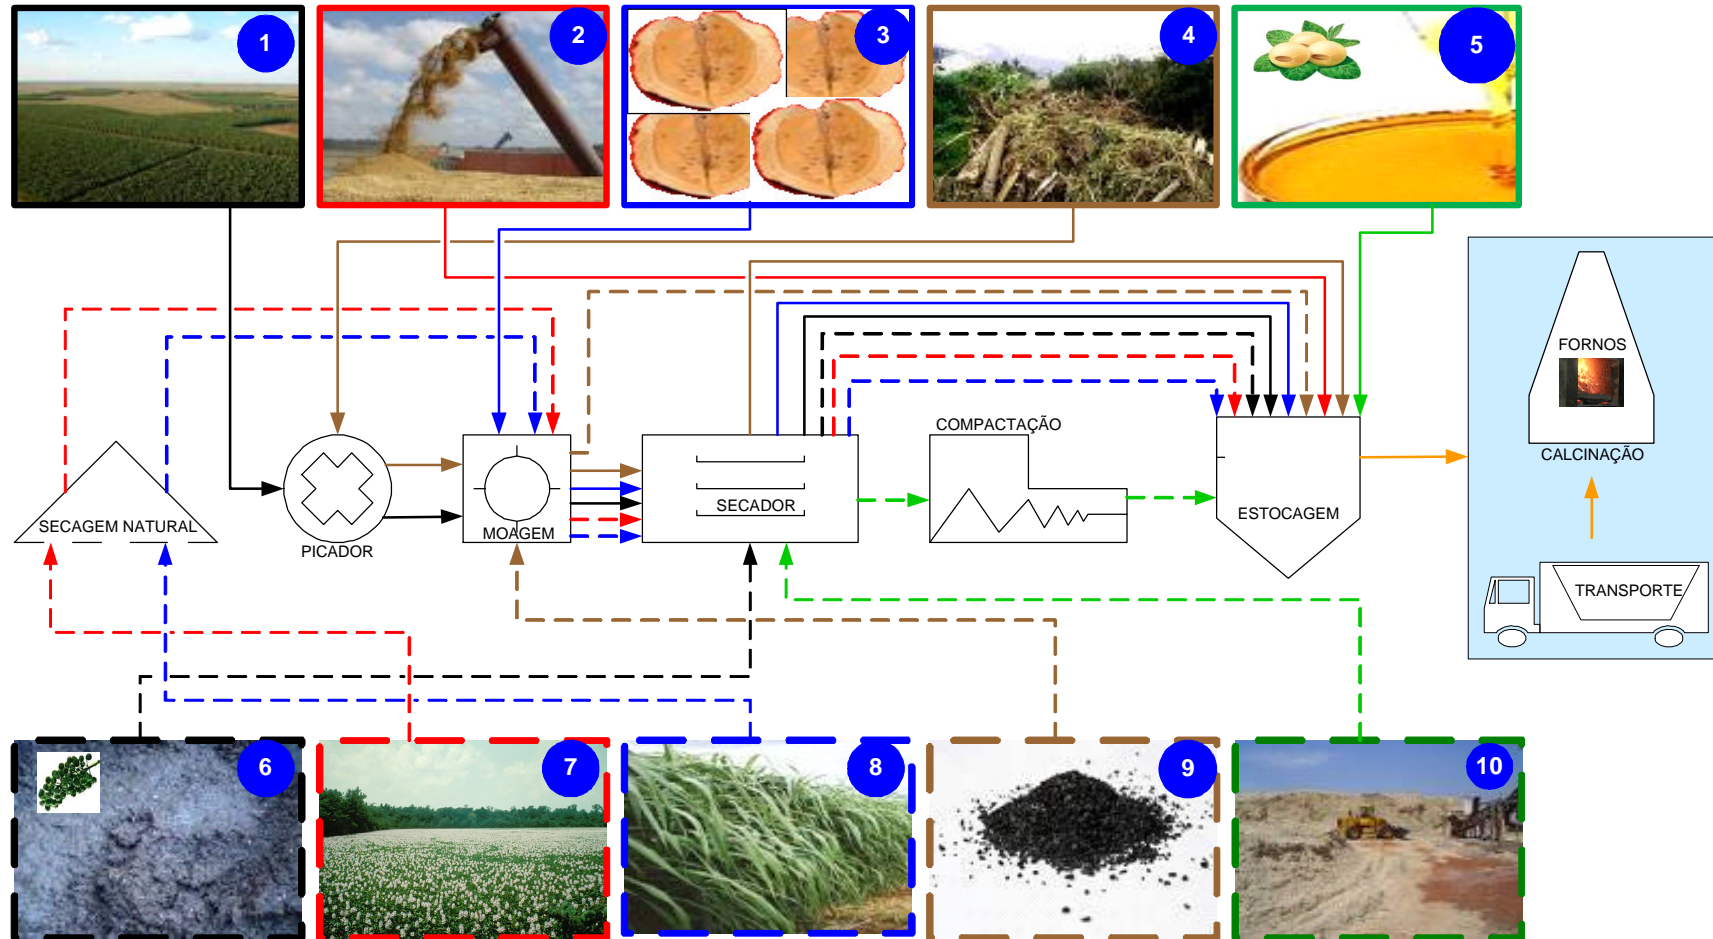 1
2
3
4
5
FORNOS
CALCINAÇÃO
COMPACTAÇÃO
SECAGEM NATURAL
PICADOR
MOAGEM
SECADOR
ESTOCAGEM
TRANSPORTE
6
7
8
9
10